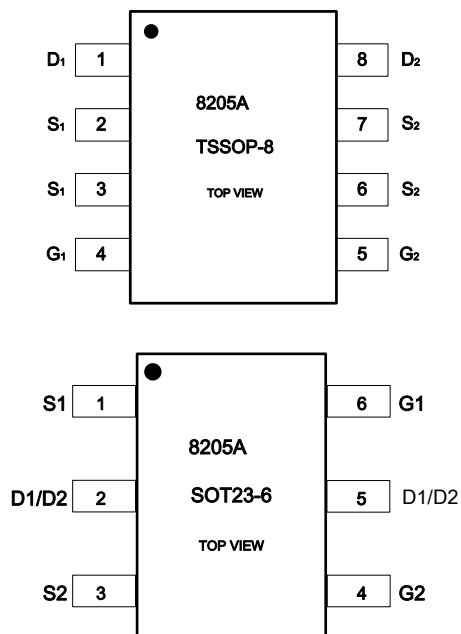 D₁ 1 8 D₂
8205A
S₁ 2 7 S₂
TSSOP-8
S₁ 3 6 S₂
TOP VIEW
G₁ 4 5 G₂
S1 1 6 G1
8205A
D1/D2 2 SOT23-6 5 D1/D2
TOP VIEW
S2 3 4 G2